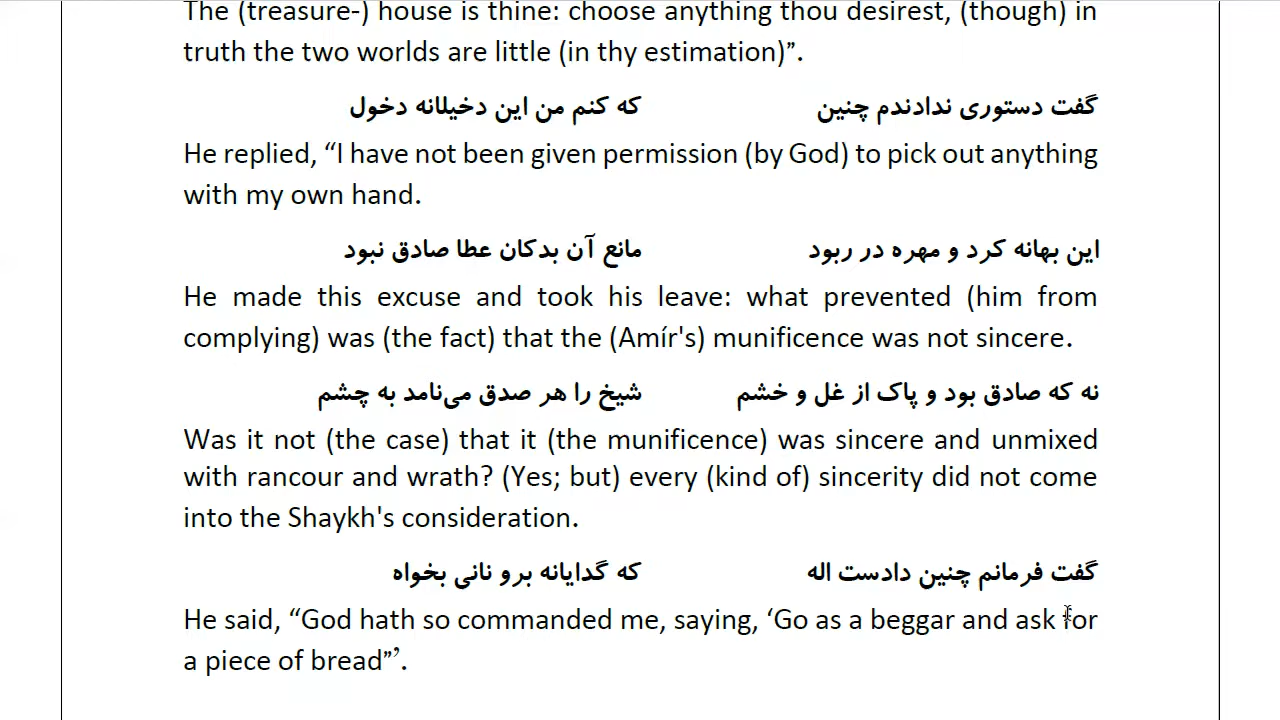 The (treasure-) house is thine: choose anything thou desirest, (though) in
truth the two worlds are little (in thy estimation)”.
گفت دستوری ندادندم چنین که کنم من این دخیلانه دخول
He replied, “I have not been given permission (by God) to pick out anything
with my own hand.
این بهانه کرد و مهره در ربود مانع آن بدکان عطا صادق نبود
He made this excuse and took his leave: what prevented (him from
complying) was (the fact) that the (Amír's) munificence was not sincere.
نه که صادق بود و پاک از غل و خشم شیخ را هر صدق می‌نامد به چشم
Was it not (the case) that it (the munificence) was sincere and unmixed
with rancour and wrath? (Yes; but) every (kind of) sincerity did not come
into the Shaykh's consideration.
گفت فرمانم چنین دادست اله که گدایانه برو نانی بخواه
He said, “God hath so commanded me, saying, ‘Go as a beggar and ask for
a piece of bread”’.